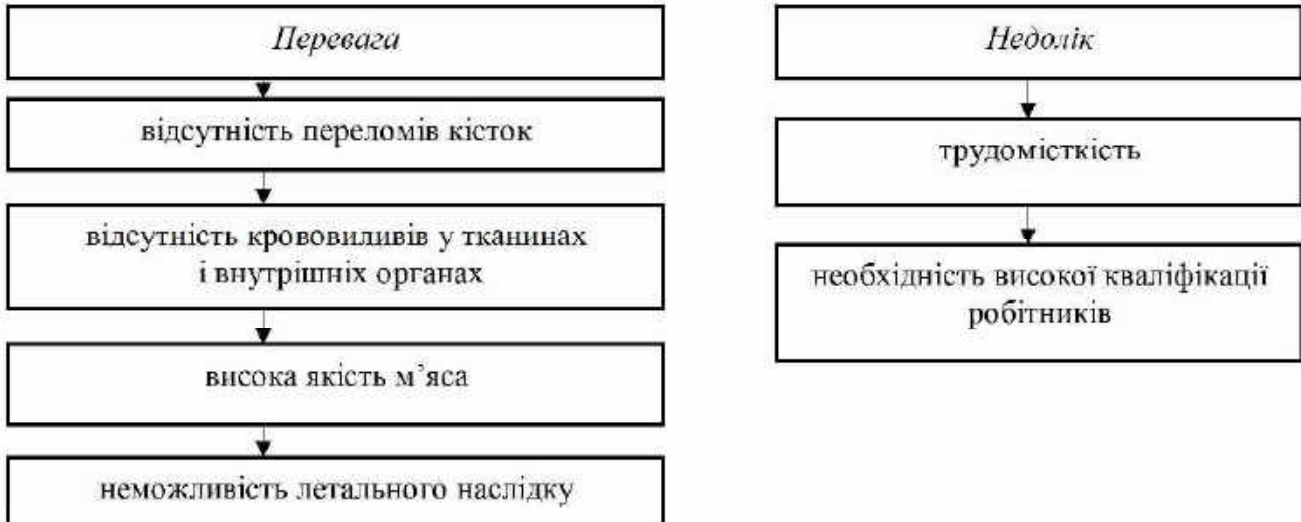 Перевага
відсутність переломів кісток
відсутність крововиливів у тканинах
і внутрішніх органах
висока якість м’яса
неможливість летального наслідку
Недолік
трудомісткість
необхідність високої кваліфікації
робітників